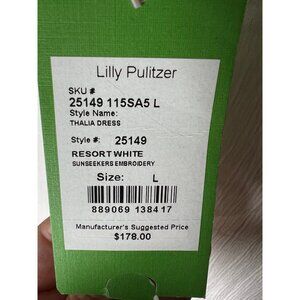 Lilly Pulitzer
SKU #
25149 115SA5 L
Style Name:
THALIA DRESS
Style #: 25149
RESORT WHITE
SUNSEEKERS EMBROIDERY
Size: L
889069 138417
Manufacturer's Suggested Price
$178.00